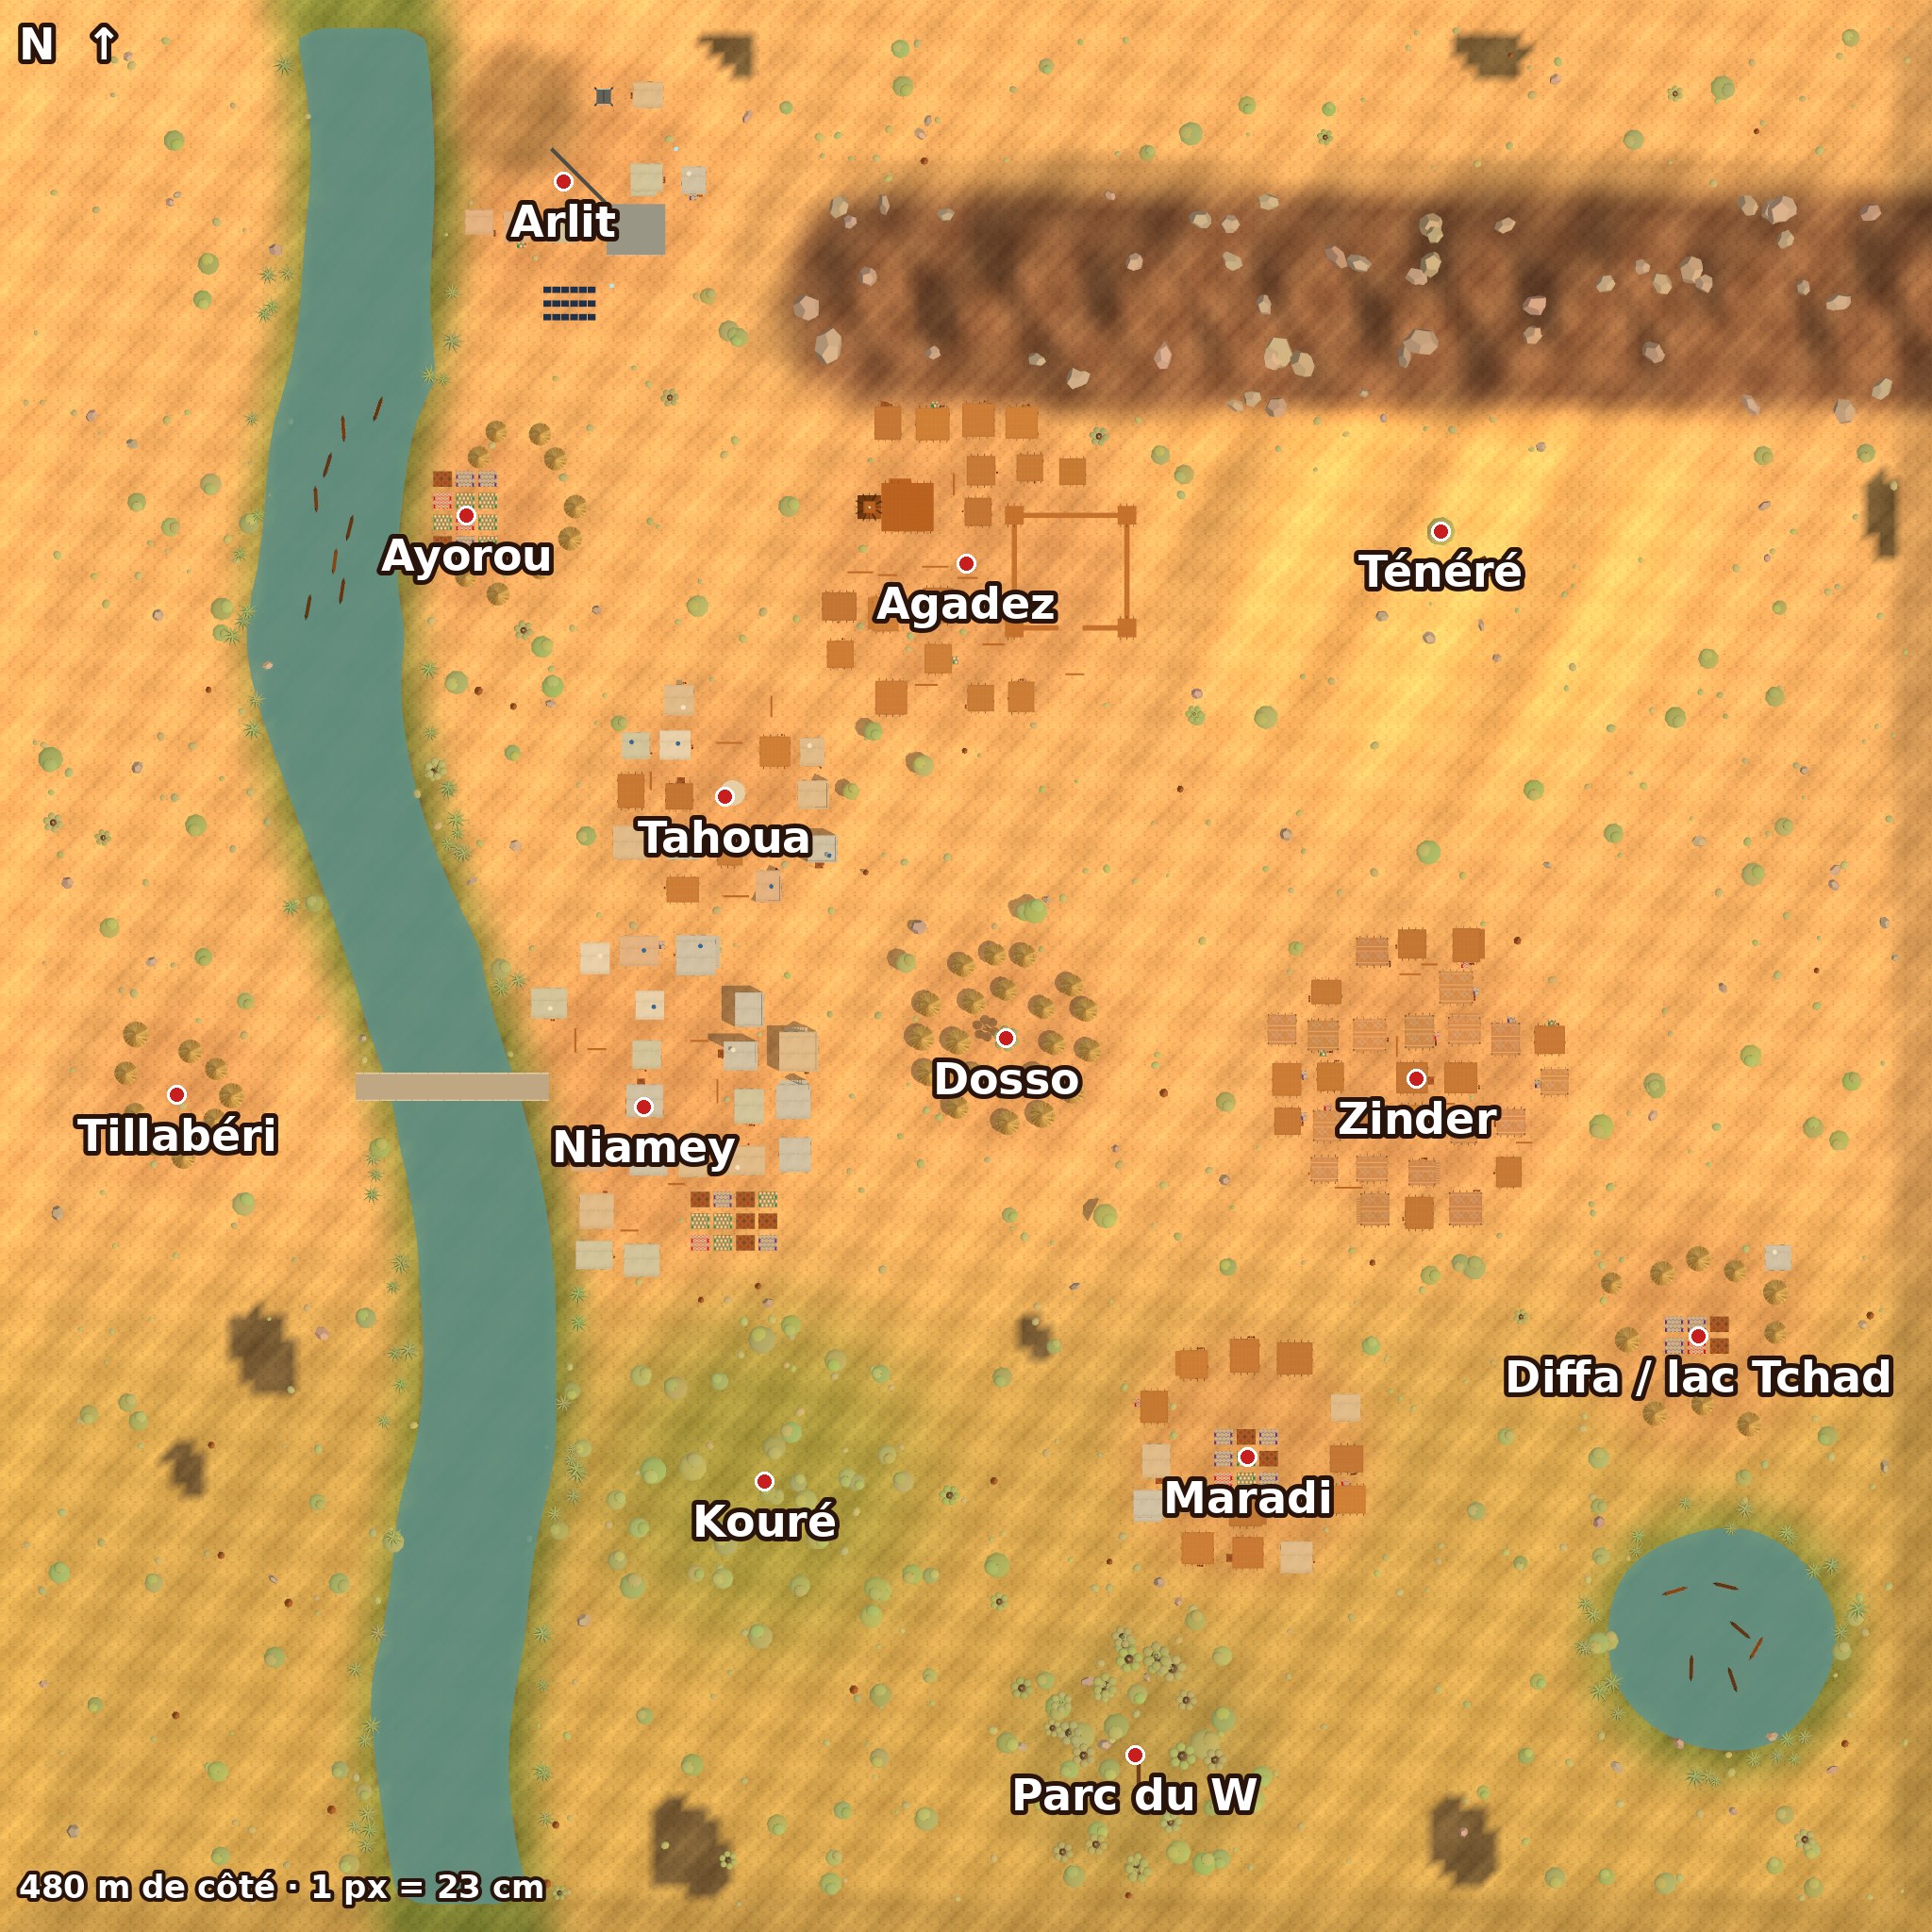 N ↑
Arlit
Ayorou
Ténéré
Agadez
Tahoua
Dosso
Zinder
Tillabéri
Niamey
Diffa / lac Tchad
Maradi
Kouré
Parc du W
480 m de côté · 1 px = 23 cm